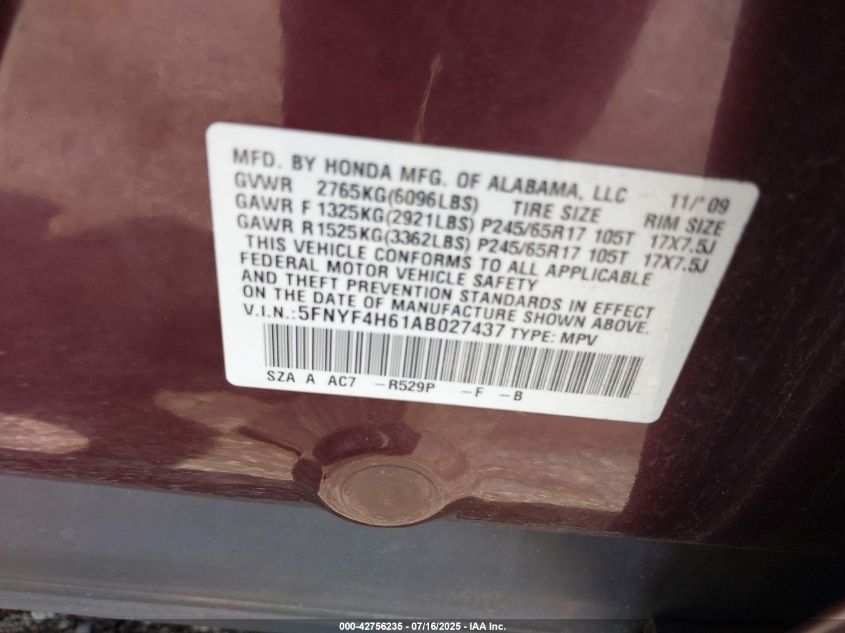 MFD. BY HONDA MFG. OF ALABAMA, LLC 11/'09
GVWR 2765KG(6096LBS) TIRE SIZE RIM SIZE
GAWR F 1325KG(2921LBS) P245/65R17 105T 17X7.5J
GAWR R 1525KG(3362LBS) P245/65R17 105T 17X7.5J
THIS VEHICLE CONFORMS TO ALL APPLICABLE
FEDERAL MOTOR VEHICLE SAFETY
AND THEFT PREVENTION STANDARDS IN EFFECT
ON THE DATE OF MANUFACTURE SHOWN ABOVE.
V.I.N.:5FNYF4H61AB027437 TYPE: MPV
SZA A AC7 -R529P -F -B
000-42756235 - 07/16/2025 - IAA Inc.